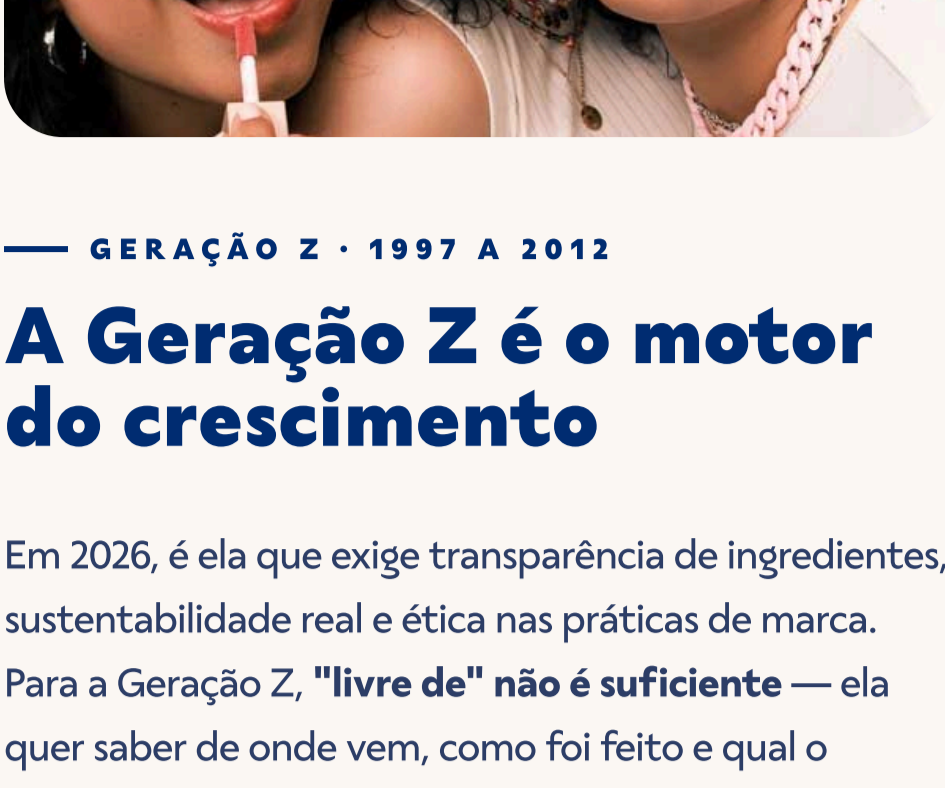 GERAÇÃO Z · 1997 A 2012
A Geração Z é o motor
do crescimento
Em 2026, é ela que exige transparência de ingredientes,
sustentabilidade real e ética nas práticas de marca.
Para a Geração Z, "livre de" não é suficiente — ela
quer saber de onde vem, como foi feito e qual o